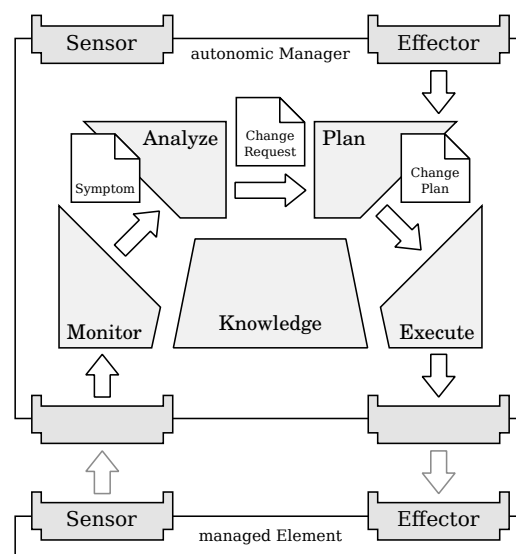 Sensor
Effector
autonomic Manager
Analyze
Change
Request
Plan
Symptom
Change
Plan
Monitor
Knowledge
Execute
Sensor
Effector
managed Element